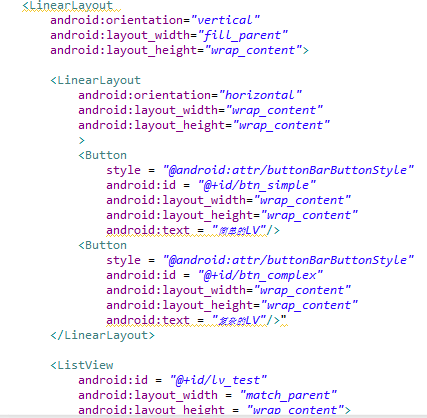 <LinearLayout
android:orientation="vertical"
android:layout_width="fill_parent"
android:layout_height="wrap_content">
<LinearLayout
android:orientation="horizontal"
android:layout_width="wrap_content"
android:layout_height="wrap_content"
>
<Button
style = "@android:attr/buttonBarButtonStyle"
android:id = "@+id/btn_simple"
android:layout_width="wrap_content"
android:layout_height="wrap_content"
android:text = "简单的LV"/>
<Button
style = "@android:attr/buttonBarButtonStyle"
android:id = "@+id/btn_complex"
android:layout_width="wrap_content"
android:layout_height="wrap_content"
android:text = "复杂的LV"/>"
</LinearLayout>
<ListView
android:id = "@+id/lv_test"
android:layout_width = "match_parent"
android:layout_height = "wrap_content">